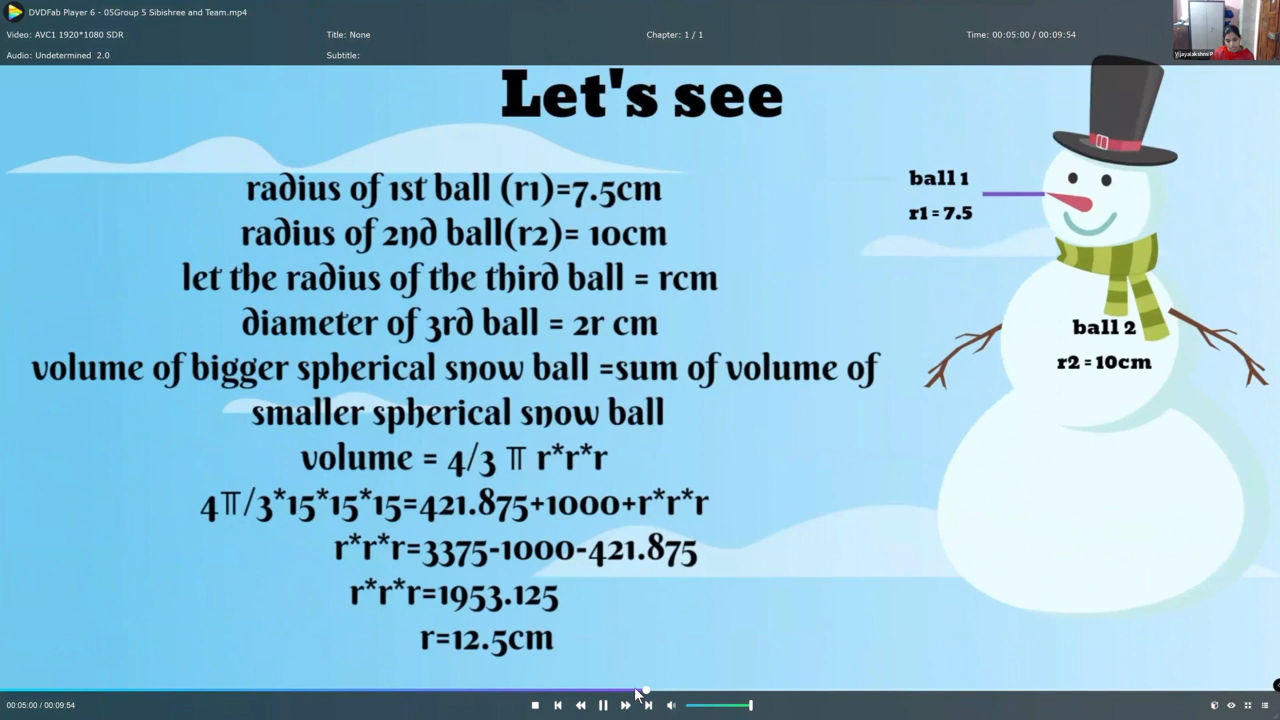 DVDFab Player 6 - 05Group 5 Sibishree and Team.mp4
Video: AVC1 1920*1080 SDR
Title: None
Chapter: 1 / 1
Time: 00:05:00 / 00:09:54
Audio: Undetermined 2.0
Subtitle:
Vijayalakshmi P
Let's see
radius of 1st ball (r1)=7.5cm
radius of 2nd ball(r2)= 10cm
let the radius of the third ball = rcm
diameter of 3rd ball = 2r cm
volume of bigger spherical snow ball =sum of volume of
smaller spherical snow ball
volume = 4/3 π r*r*r
4π/3*15*15*15=421.875+1000+r*r*r
r*r*r=3375-1000-421.875
r*r*r=1953.125
r=12.5cm
ball 1
r1 = 7.5
ball 2
r2 = 10cm
00:05:00 / 00:09:54